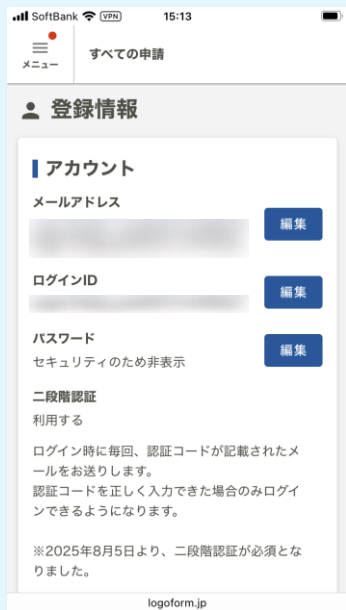 SoftBank VPN 15:13
メニュー
すべての申請
登録情報
アカウント
メールアドレス
編集
ログインID
編集
パスワード
セキュリティのため非表示
編集
二段階認証
利用する
ログイン時に毎回、認証コードが記載されたメ
ールをお送りします。
認証コードを正しく入力できた場合のみログイ
ンできるようになります。
※2025年8月5日より、二段階認証が必須とな
りました。
logoform.jp